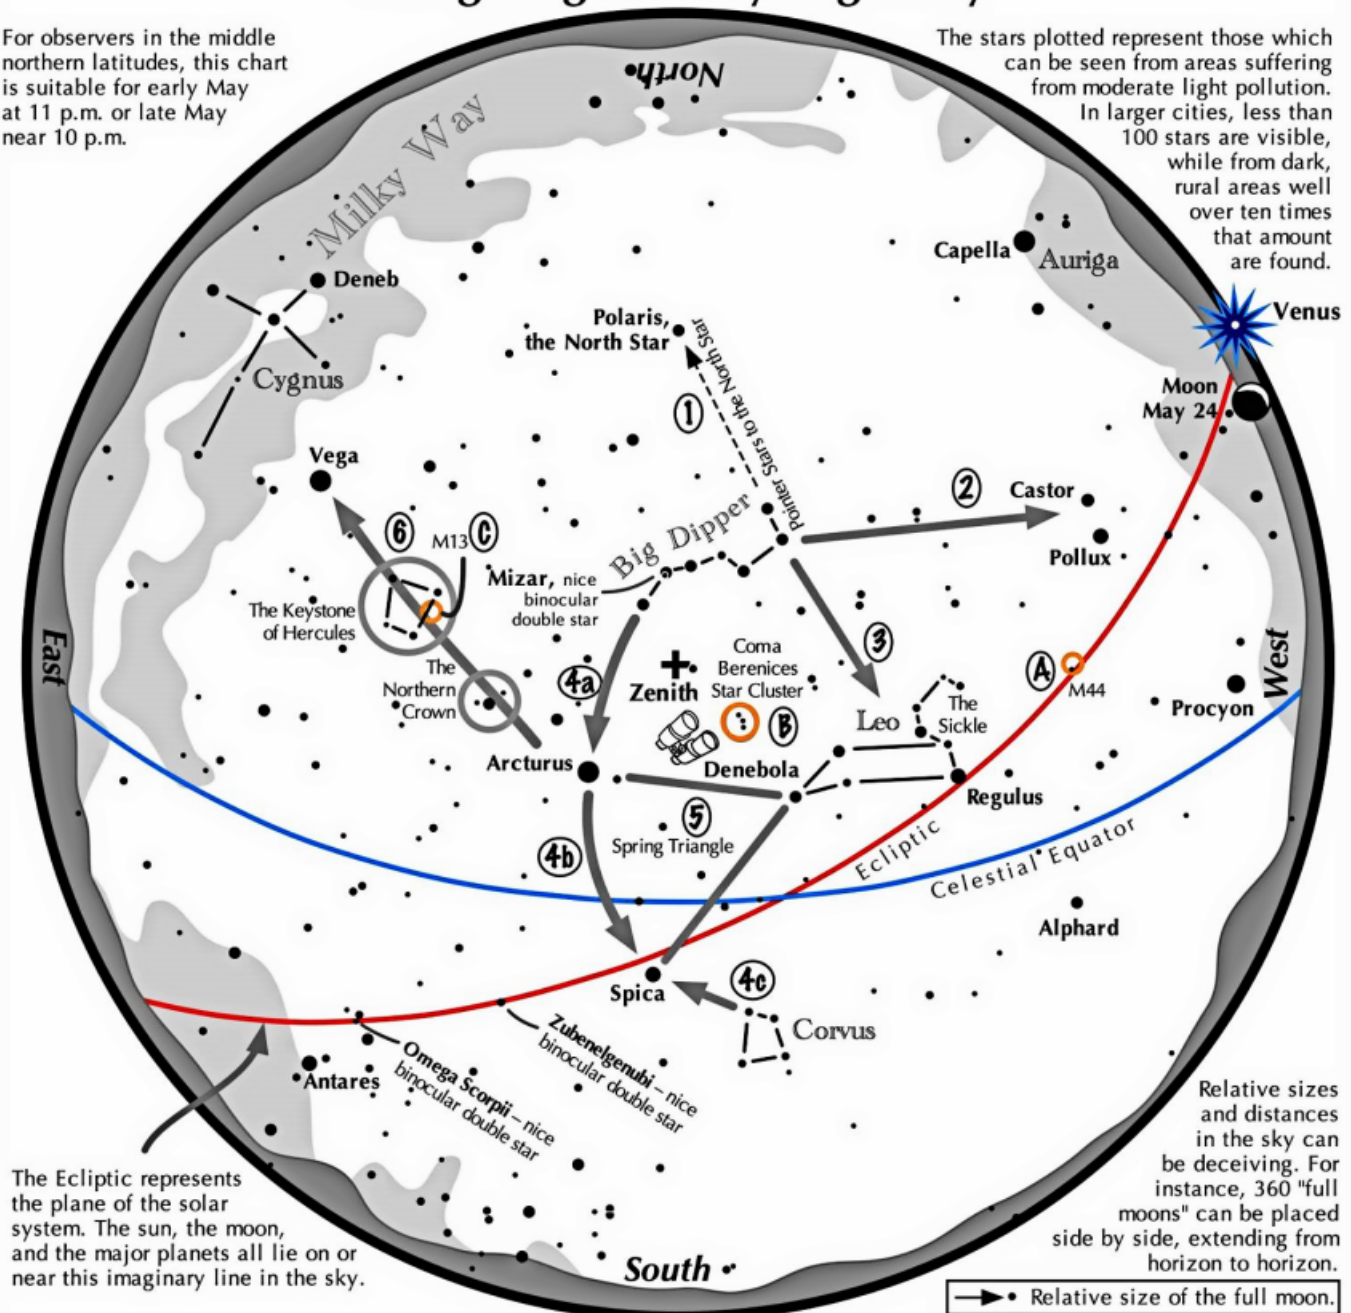 For observers in the middle
northern latitudes, this chart
is suitable for early May
at 11 p.m. or late May
near 10 p.m.
The stars plotted represent those which
can be seen from areas suffering
from moderate light pollution.
In larger cities, less than
100 stars are visible,
while from dark,
rural areas well
over ten times
that amount
are found.
North
Milky Way
Deneb
Cygnus
Capella
Auriga
Venus
Polaris,
the North Star
Pointer Stars to the North Star
1
Moon
May 24
Vega
2
Castor
Pollux
6
M13
C
Big Dipper
Mizar, nice
binocular
double star
The Keystone
of Hercules
East
West
The
Northern
Crown
4a
Zenith
Coma
Berenices
Star Cluster
B
3
A
M44
Leo
The
Sickle
Procyon
Arcturus
Denebola
Regulus
5
Spring Triangle
4b
Ecliptic
Celestial Equator
Alphard
Spica
4c
Corvus
Zubenelgenubi – nice
binocular double star
Omega Scorpii – nice
binocular double star
Antares
The Ecliptic represents
the plane of the solar
system. The sun, the moon,
and the major planets all lie on or
near this imaginary line in the sky.
Relative sizes
and distances
in the sky can
be deceiving. For
instance, 360 "full
moons" can be placed
side by side, extending from
horizon to horizon.
South
Relative size of the full moon.